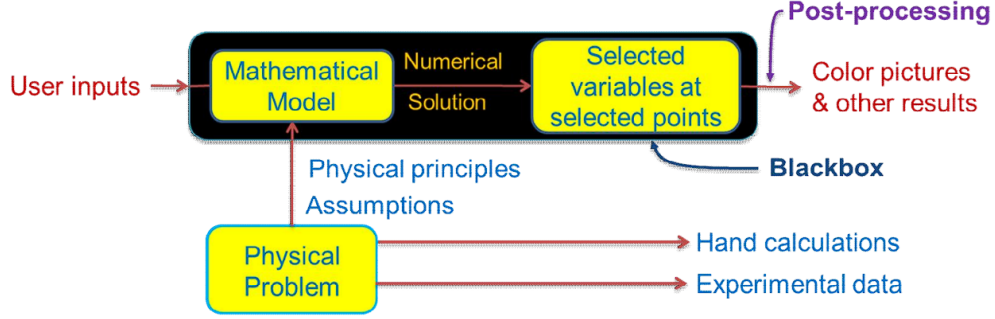 Post-processing
User inputs
Mathematical
Model
Numerical
Solution
Selected
variables at
selected points
Color pictures
& other results
Physical principles
Assumptions
Blackbox
Physical
Problem
Hand calculations
Experimental data